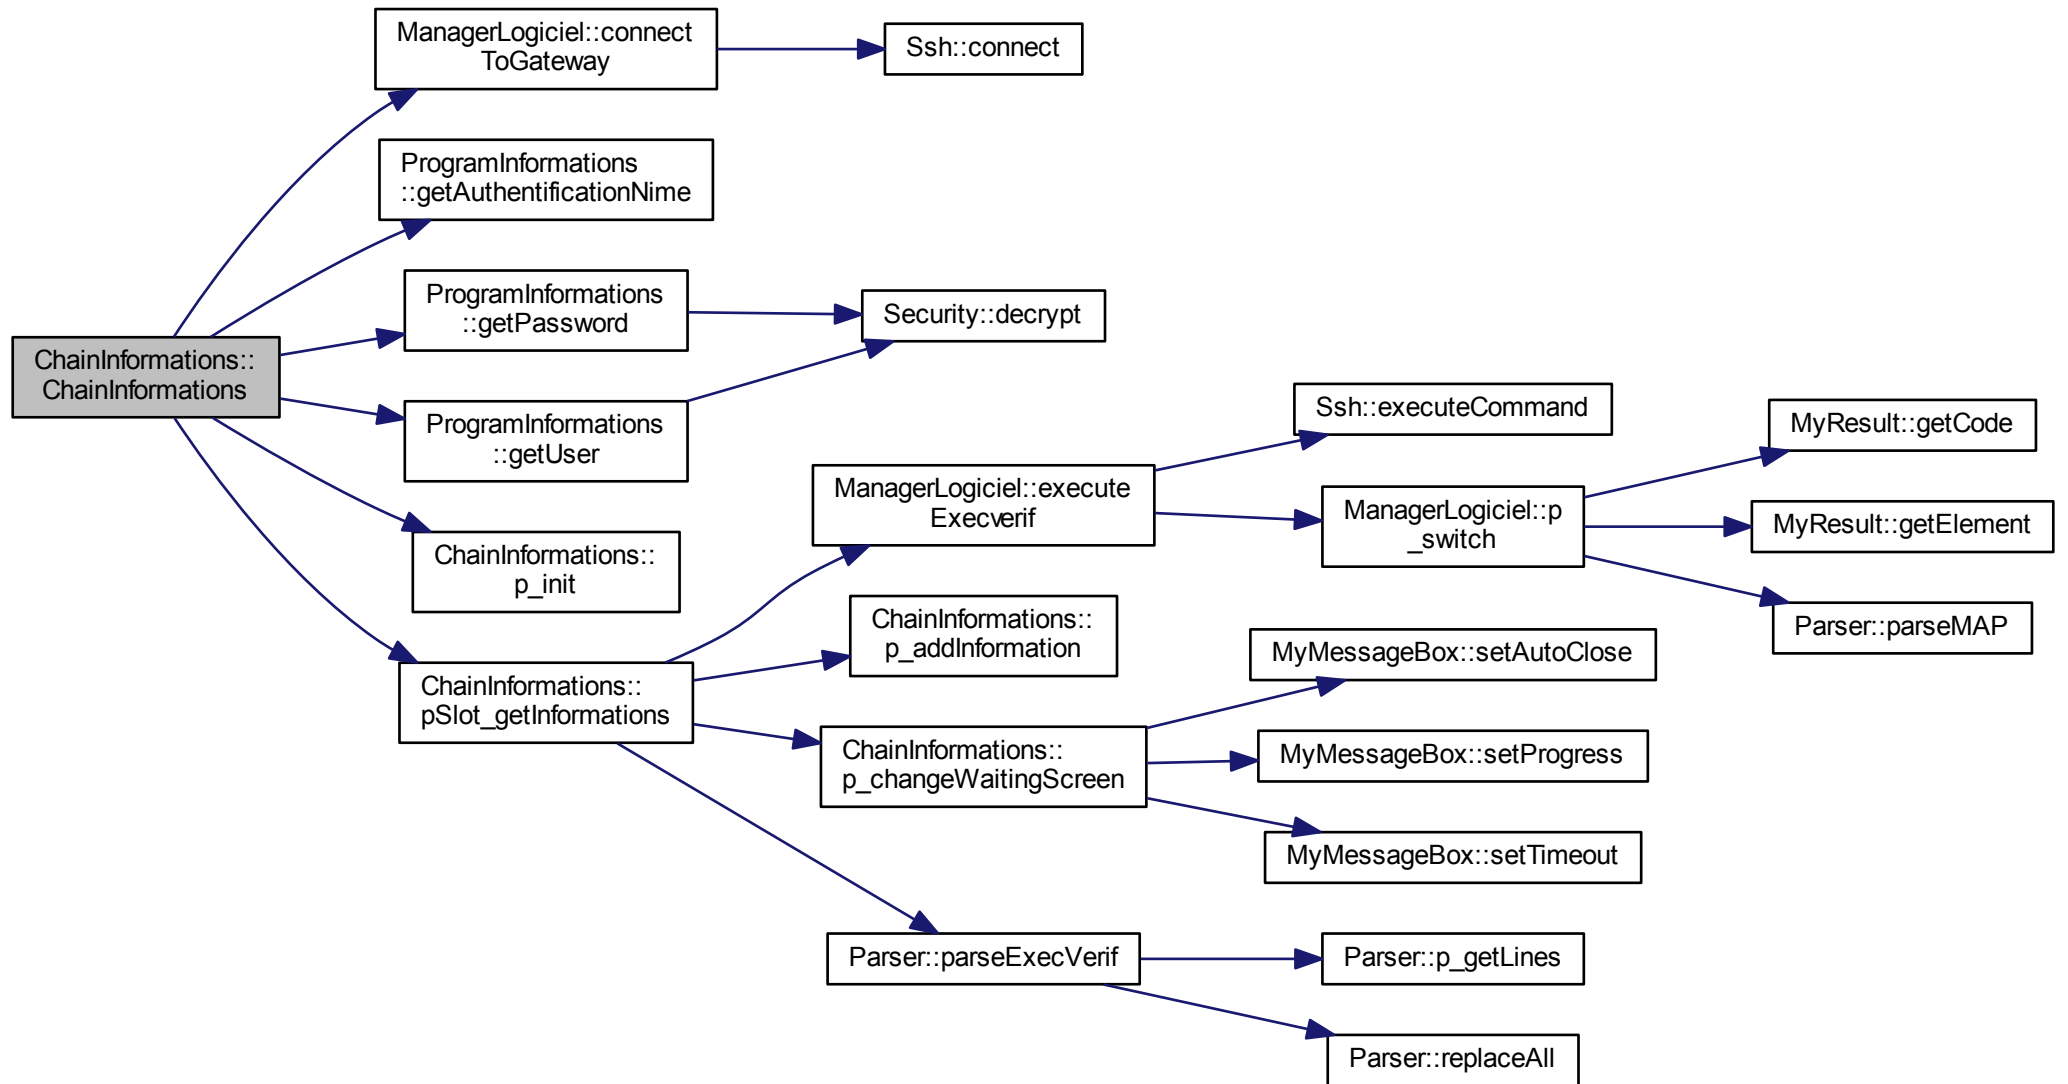 ManagerLogiciel::connect
ToGateway
Ssh::connect
ProgramInformations
::getAuthentificationNime
ProgramInformations
::getPassword
Security::decrypt
ChainInformations::
ChainInformations
ProgramInformations
::getUser
Ssh::executeCommand
MyResult::getCode
ManagerLogiciel::execute
Execverif
ManagerLogiciel::p
_switch
MyResult::getElement
ChainInformations::
p_init
ChainInformations::
p_addInformation
Parser::parseMAP
MyMessageBox::setAutoClose
ChainInformations::
pSlot_getInformations
ChainInformations::
p_changeWaitingScreen
MyMessageBox::setProgress
MyMessageBox::setTimeout
Parser::parseExecVerif
Parser::p_getLines
Parser::replaceAll